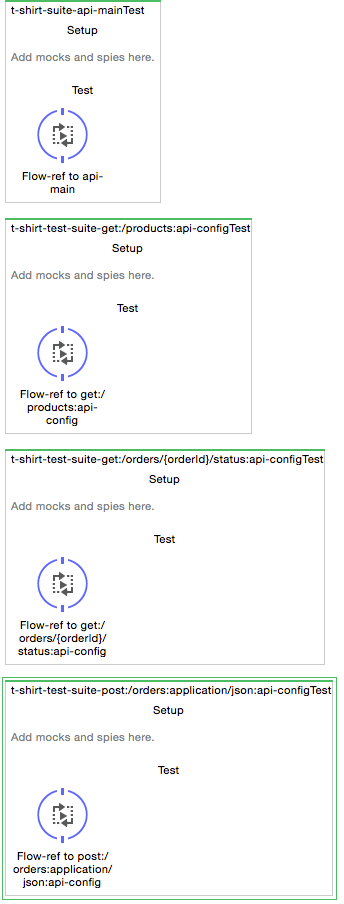 t-shirt-suite-api-mainTest
Setup
Add mocks and spies here.
Test
Flow-ref to api-
main
t-shirt-test-suite-get:/products:api-configTest
Setup
Add mocks and spies here.
Test
Flow-ref to get:/
products:api-
config
t-shirt-test-suite-get:/orders/{orderId}/status:api-configTest
Setup
Add mocks and spies here.
Test
Flow-ref to get:/
orders/{orderId}/
status:api-config
t-shirt-test-suite-post:/orders:application/json:api-configTest
Setup
Add mocks and spies here.
Test
Flow-ref to post:/
orders:application/
json:api-config